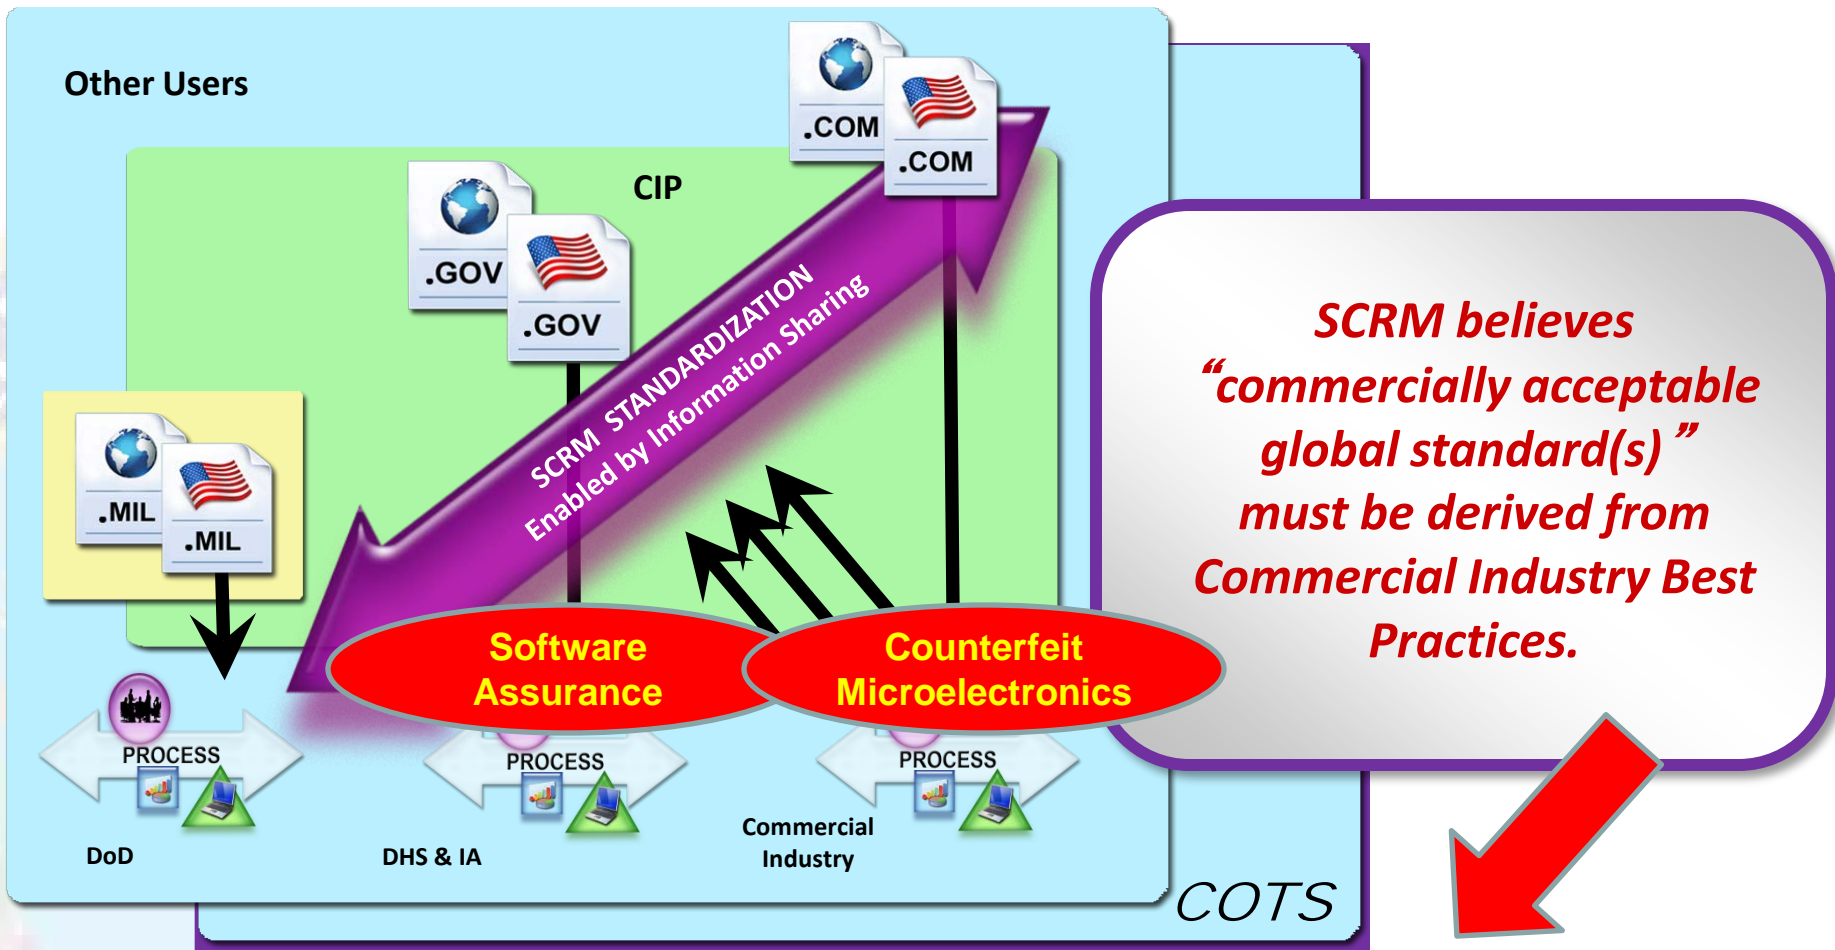 Other Users
CIP
.COM
.COM
.GOV
.GOV
.MIL
.MIL
SCRM STANDARDIZATION
Enabled by Information Sharing
SCRM believes
“commercially acceptable
global standard(s)”
must be derived from
Commercial Industry Best
Practices.
Software
Assurance
Counterfeit
Microelectronics
PROCESS
PROCESS
PROCESS
DoD
DHS & IA
Commercial
Industry
COTS